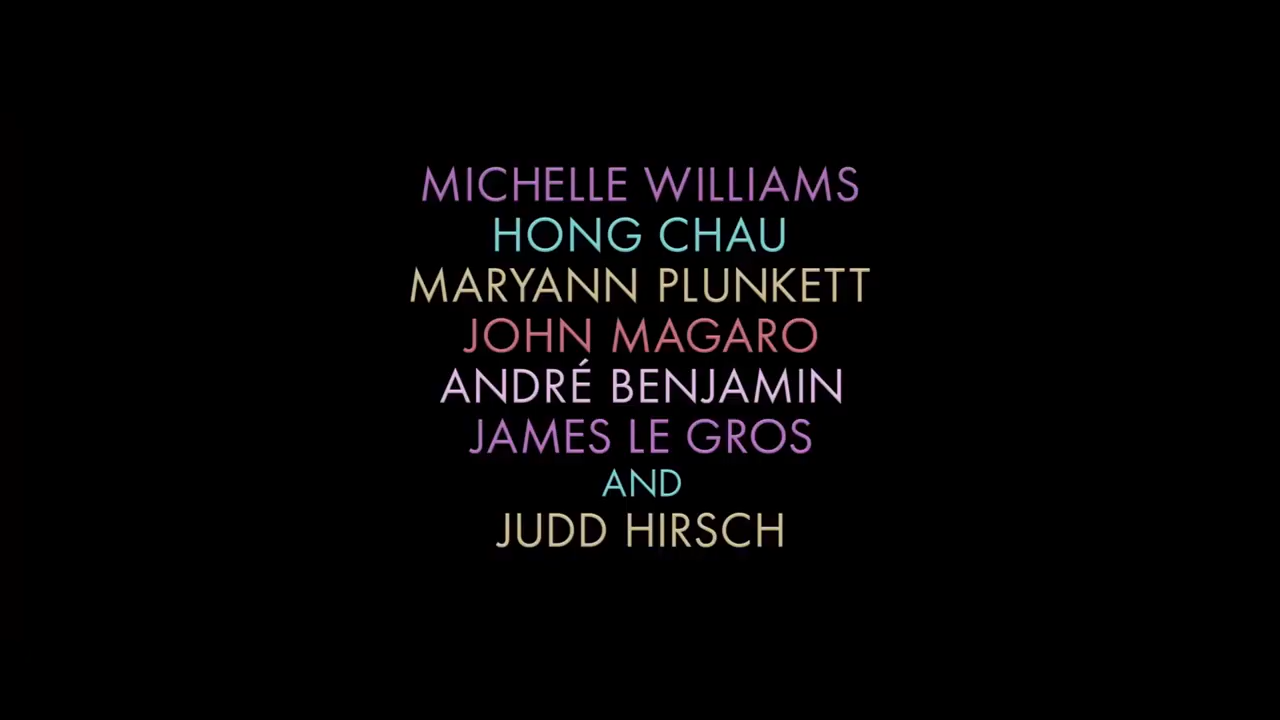 MICHELLE WILLIAMS
HONG CHAU
MARYANN PLUNKETT
JOHN MAGARO
ANDRÉ BENJAMIN
JAMES LE GROS
AND
JUDD HIRSCH